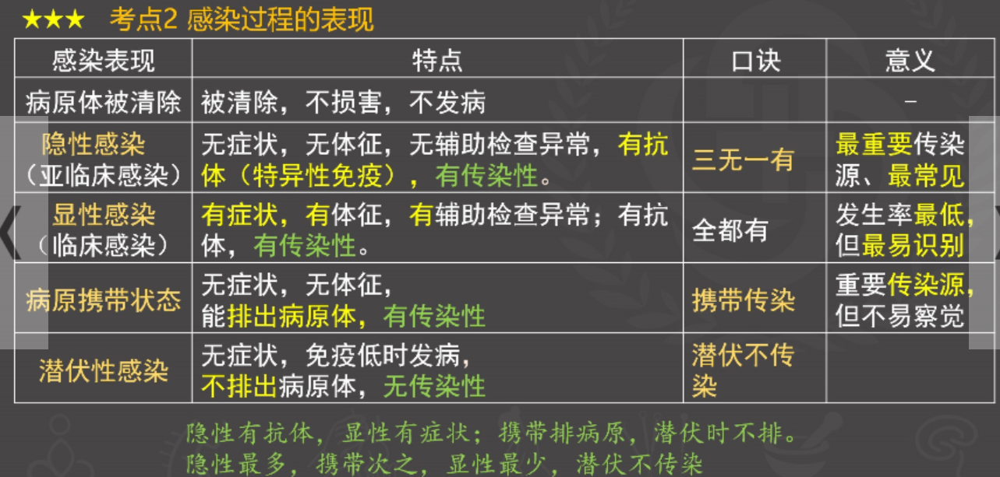 ★★★ 考点2 感染过程的表现
感染表现 特点 口诀 意义
病原体被清除 被清除，不损害，不发病 –
隐性感染
（亚临床感染）
无症状，无体征，无辅助检查异常，有抗
体（特异性免疫），有传染性。
三无一有
最重要传染
源、最常见
显性感染
（临床感染）
有症状，有体征，有辅助检查异常；有抗
体，有传染性。
全都有
发生率最低，
但最易识别
病原携带状态
无症状，无体征，
能排出病原体，有传染性
携带传染
重要传染源，
但不易察觉
潜伏性感染
无症状，免疫低时发病，
不排出病原体，无传染性
潜伏不传
染
隐性有抗体，显性有症状；携带排病原，潜伏时不排。
隐性最多，携带次之，显性最少，潜伏不传染